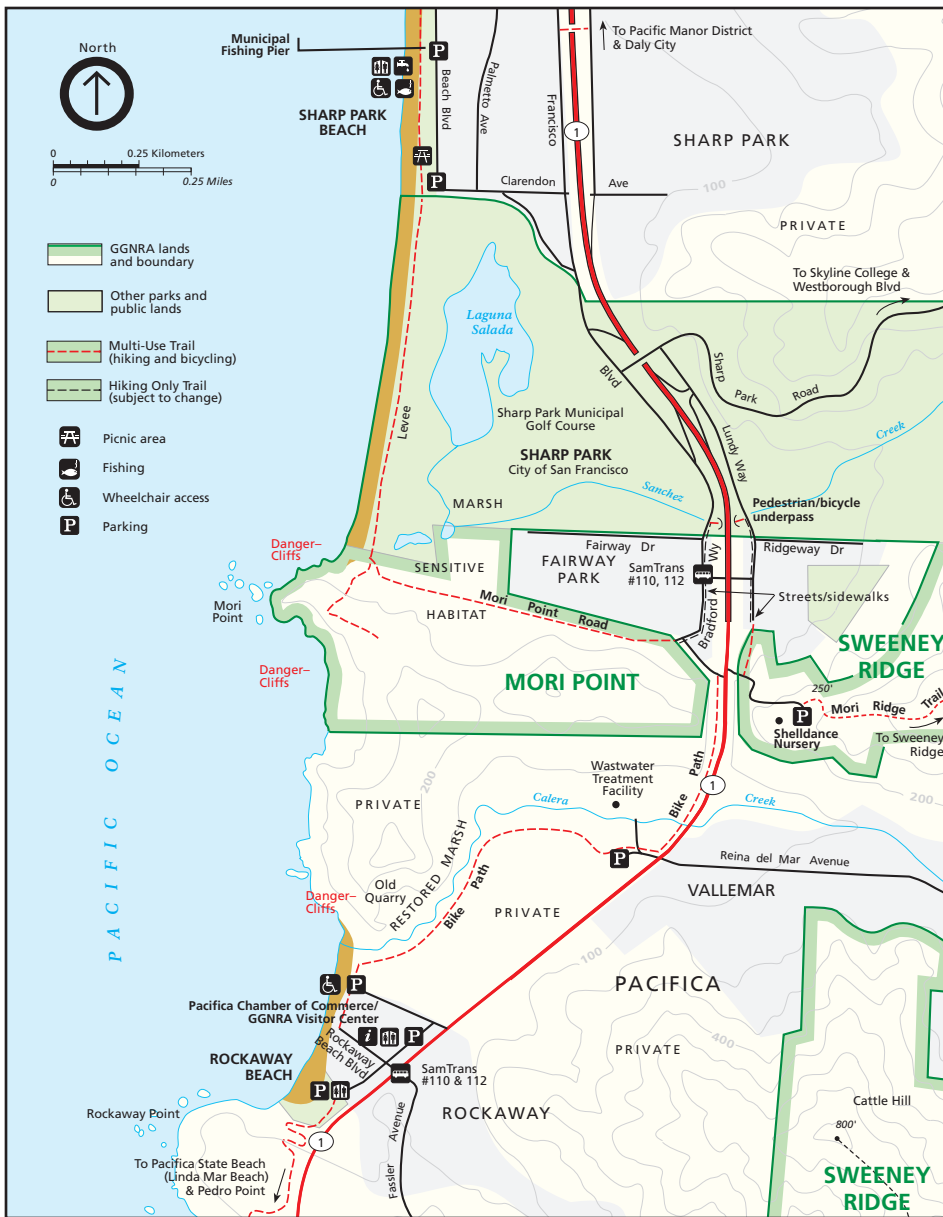 North
0
0.25 Kilometers
0
0.25 Miles
GGNRA lands
and boundary
Other parks and
public lands
Multi-Use Trail
(hiking and bicycling)
Hiking Only Trail
(subject to change)
Picnic area
Fishing
Wheelchair access
P
Parking
Municipal
Fishing Pier
P
SHARP PARK
BEACH
Beach Blvd
Palmetto Ave
Francisco
1
To Pacific Manor District
& Daly City
SHARP PARK
100
P
Clarendon
Ave
PRIVATE
To Skyline College &
Westborough Blvd
Laguna
Salada
Blvd
Sharp
Park
Road
Levee
Sharp Park Municipal
Golf Course
SHARP PARK
City of San Francisco
Lundy Way
Creek
Sanchez
MARSH
Pedestrian/bicycle
underpass
Danger–
Cliffs
SENSITIVE
Fairway Dr
FAIRWAY
PARK
Wy
Ridgeway Dr
SamTrans
#110, 112
Mori
Point
HABITAT
Mori Point Road
Bradford
Streets/sidewalks
SWEENEY
RIDGE
Danger–
Cliffs
MORI POINT
250'
Mori Ridge Trail
P
Shelldance
Nursery
To Sweeney
Ridge
PACIFIC OCEAN
200
PRIVATE
Wastwater
Treatment
Facility
Path
Bike
1
Calera
Creek
200
RESTORED MARSH
P
Reina del Mar Avenue
Old
Quarry
Danger–
Cliffs
Bike Path
PRIVATE
VALLEMAR
100
P
PACIFICA
Pacifica Chamber of Commerce/
GGNRA Visitor Center
i
P
Rockaway
Beach Blvd
400
PRIVATE
ROCKAWAY
BEACH
P
SamTrans
#110 & 112
Rockaway Point
ROCKAWAY
Cattle Hill
800'
1
Fassler Avenue
To Pacifica State Beach
(Linda Mar Beach)
& Pedro Point
SWEENEY
RIDGE